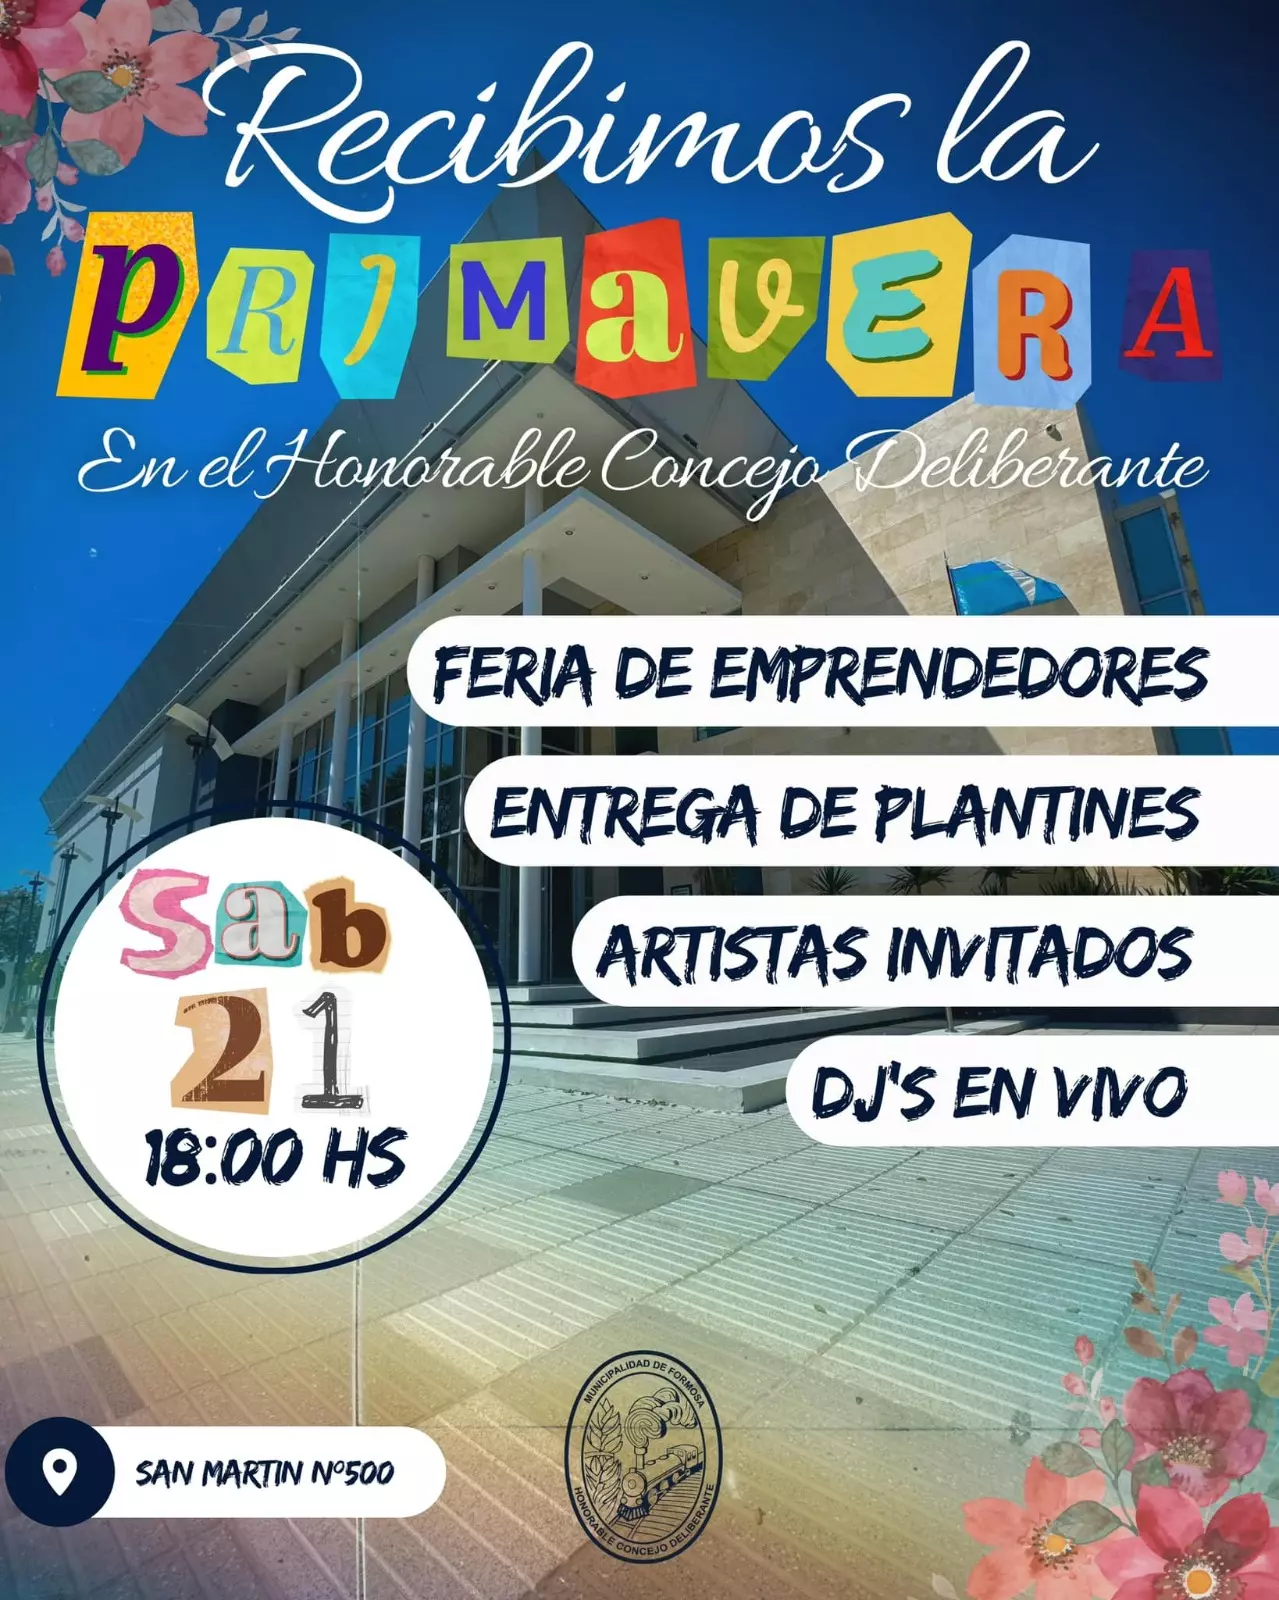 Recibimos la
PRIMaVERA
En el Honorable Concejo Deliberante
FERIA DE EMPRENDEDORES
ENTREGA DE PLANTINES
ARTISTAS INVITADOS
DJ'S EN VIVO
Sab
21
18:00 HS
SAN MARTIN Nº500
MUNICIPALIDAD DE FORMOSA
HONORABLE CONCEJO DELIBERANTE